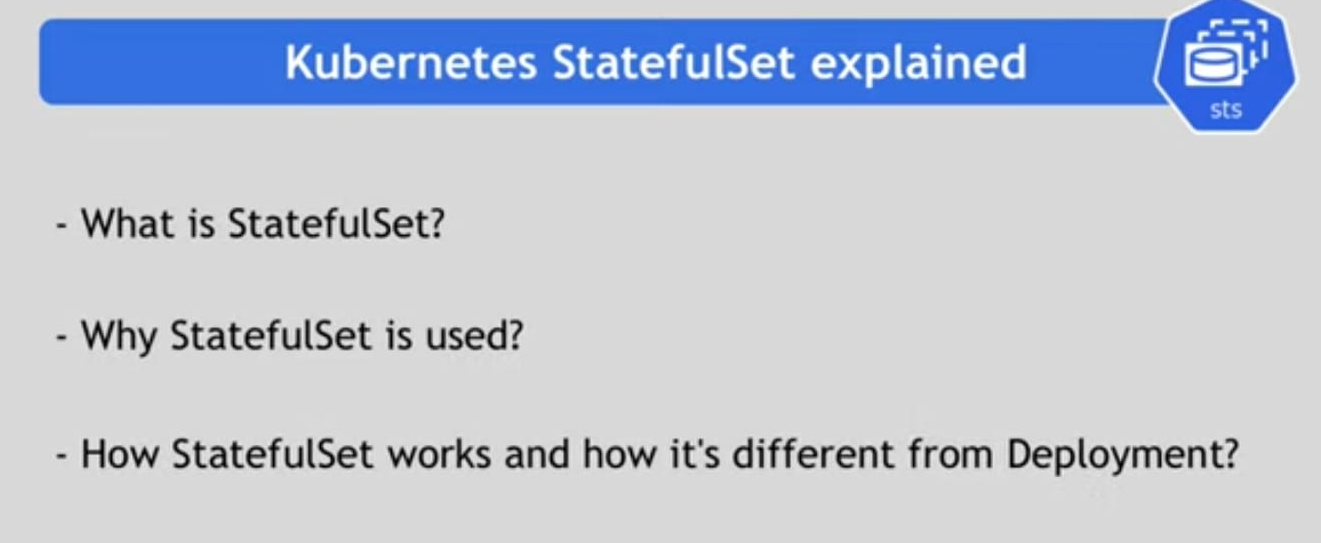 Kubernetes StatefulSet explained
sts
- What is StatefulSet?
- Why StatefulSet is used?
- How StatefulSet works and how it's different from Deployment?